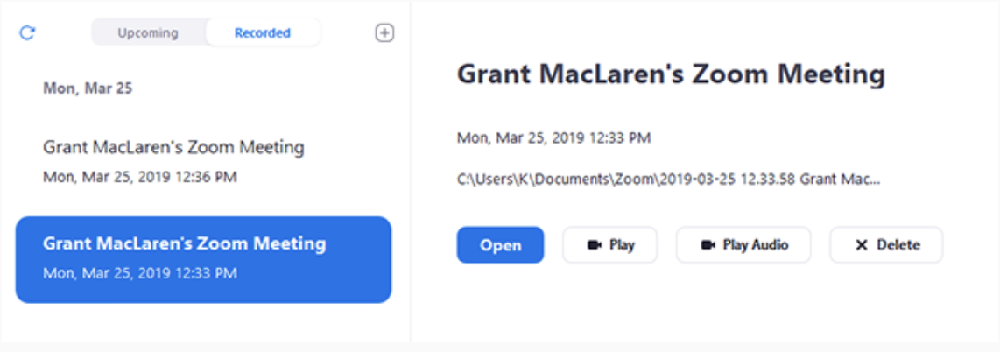 Upcoming
Recorded
Mon, Mar 25
Grant MacLaren's Zoom Meeting
Mon, Mar 25, 2019 12:36 PM
Grant MacLaren's Zoom Meeting
Mon, Mar 25, 2019 12:33 PM
Grant MacLaren's Zoom Meeting
Mon, Mar 25, 2019 12:33 PM
C:\Users\K\Documents\Zoom\2019-03-25 12.33.58 Grant Mac...
Open
Play
Play Audio
Delete